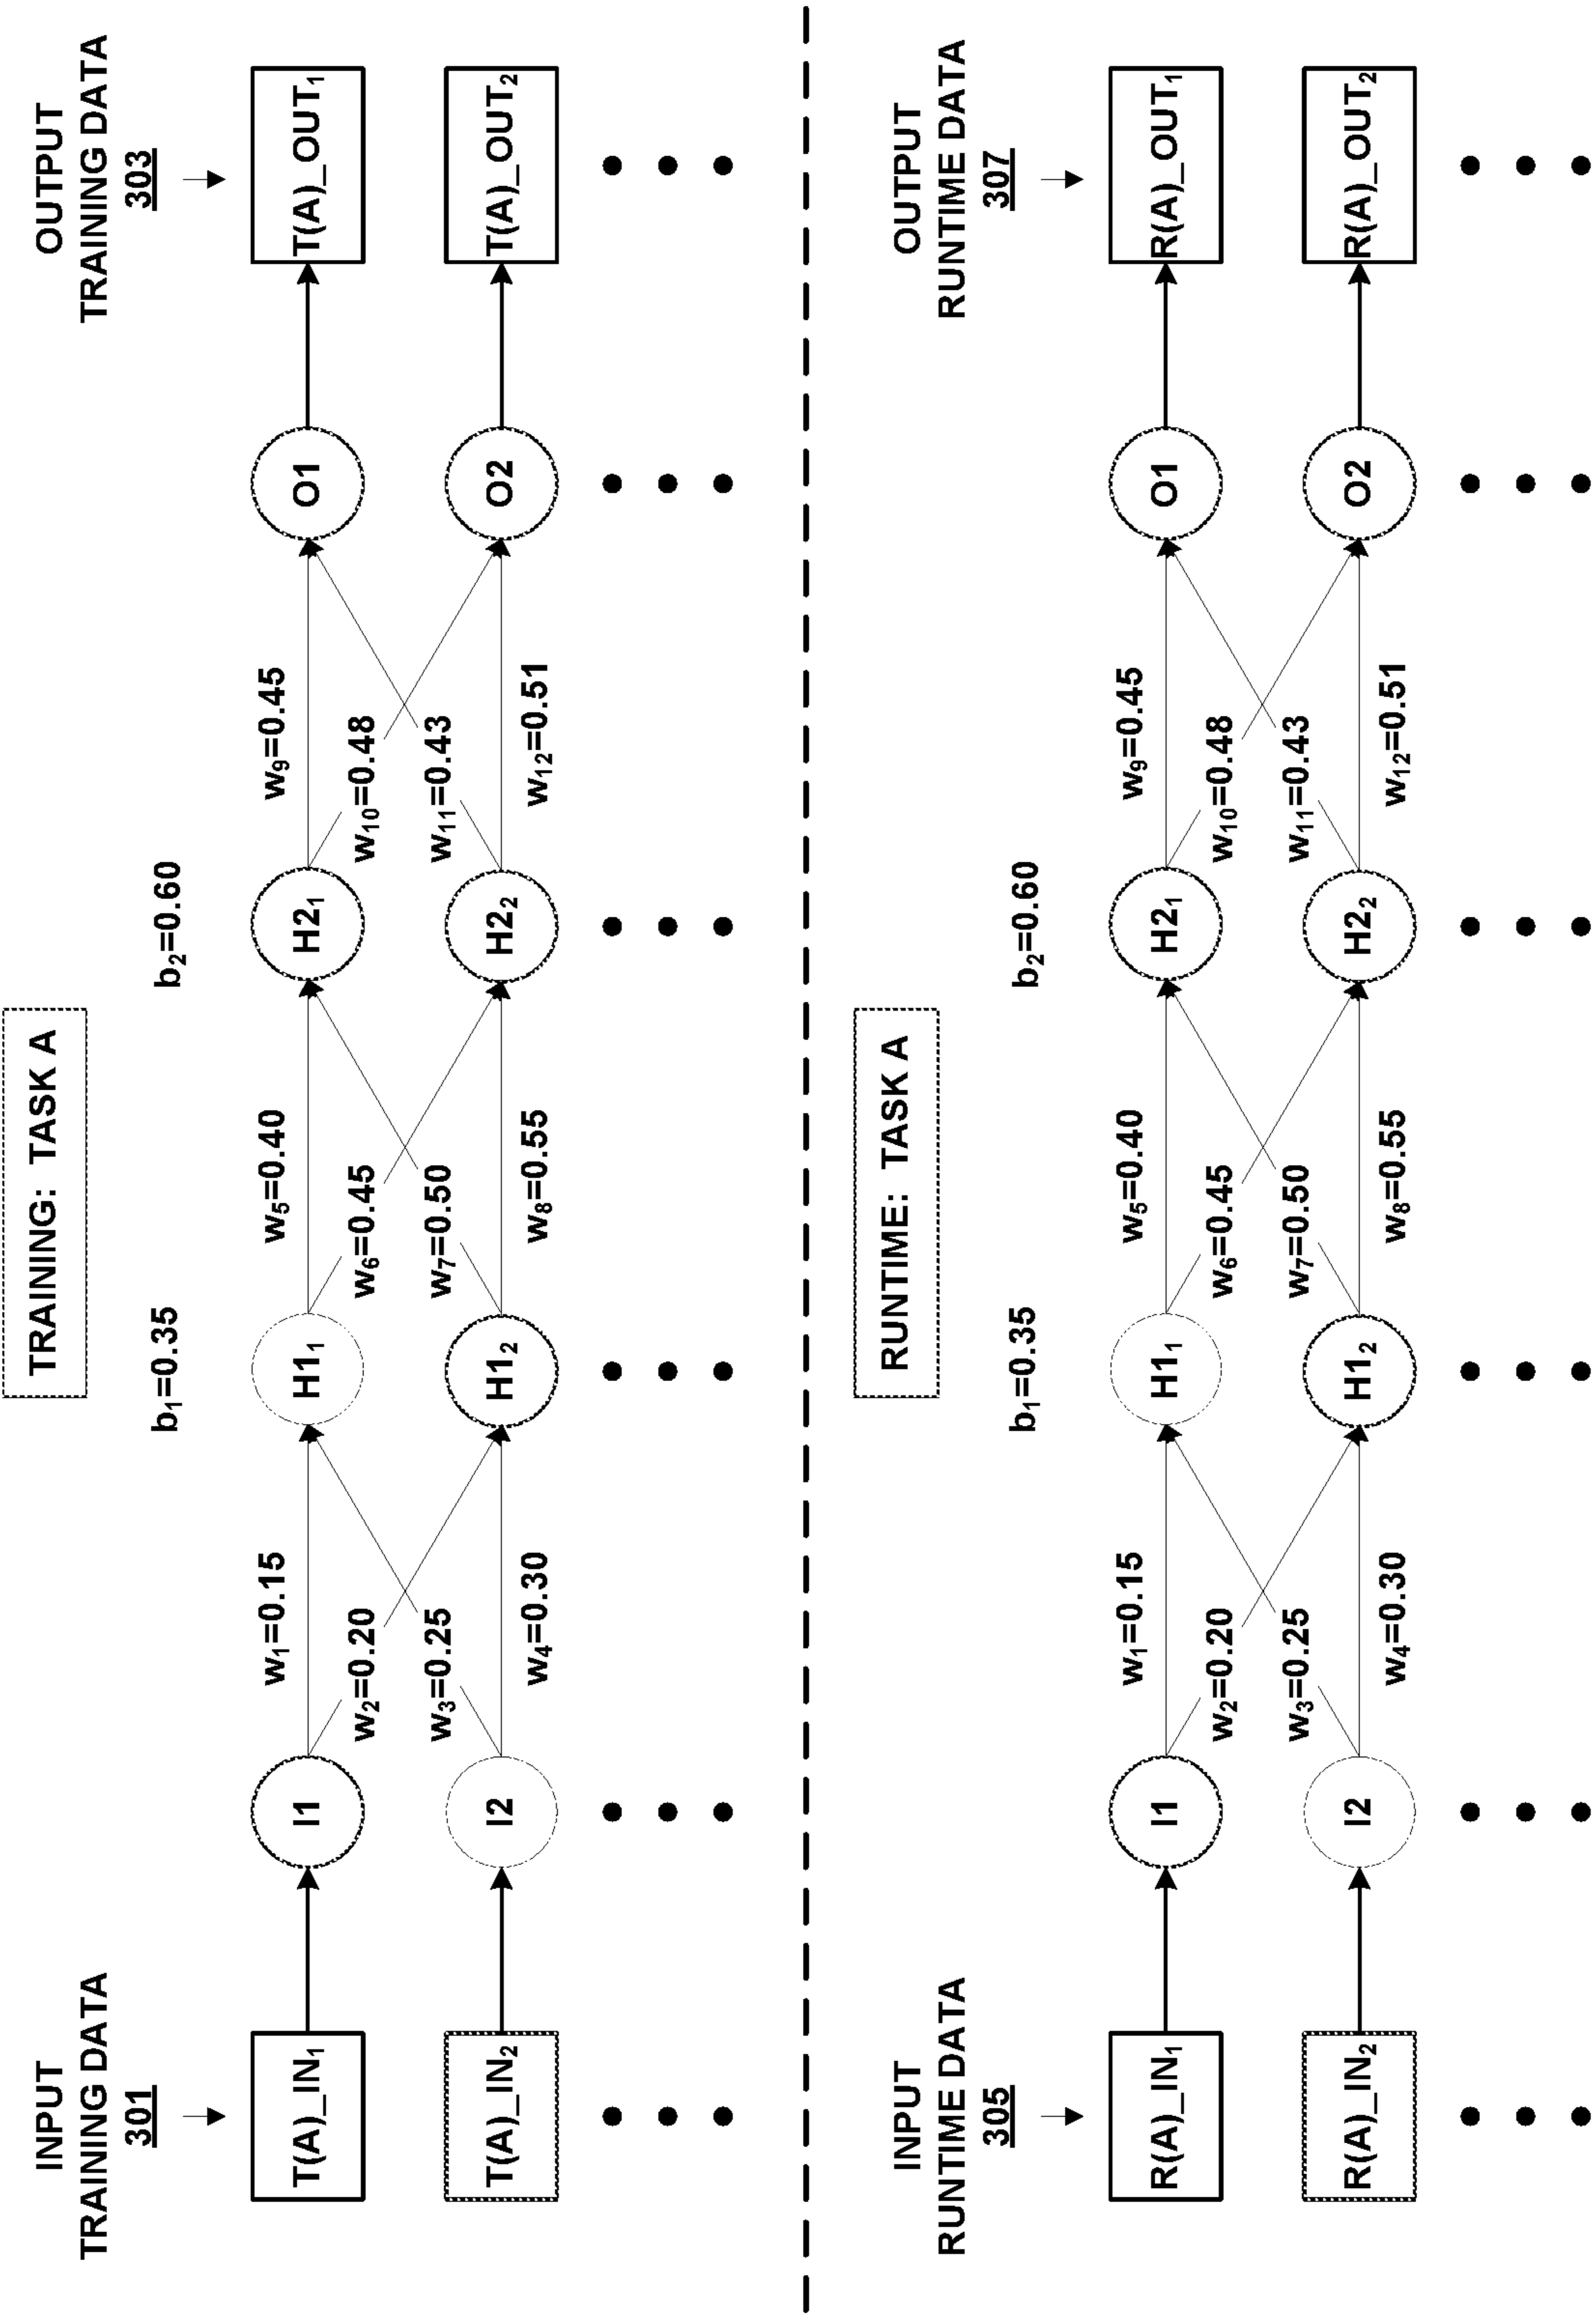 TRAINING: TASK A
INPUT
TRAINING DATA
301
OUTPUT
TRAINING DATA
303
b₁=0.35
b₂=0.60
T(A)_IN₁
I1
w₁=0.15
H1₁
w₅=0.40
H2₁
w₉=0.45
O1
T(A)_OUT₁
w₂=0.20
w₆=0.45
w₁₀=0.48
w₃=0.25
w₇=0.50
w₁₁=0.43
T(A)_IN₂
I2
w₄=0.30
H1₂
w₈=0.55
H2₂
w₁₂=0.51
O2
T(A)_OUT₂
RUNTIME: TASK A
INPUT
RUNTIME DATA
305
OUTPUT
RUNTIME DATA
307
b₁=0.35
b₂=0.60
R(A)_IN₁
I1
w₁=0.15
H1₁
w₅=0.40
H2₁
w₉=0.45
O1
R(A)_OUT₁
w₂=0.20
w₆=0.45
w₁₀=0.48
w₃=0.25
w₇=0.50
w₁₁=0.43
R(A)_IN₂
I2
w₄=0.30
H1₂
w₈=0.55
H2₂
w₁₂=0.51
O2
R(A)_OUT₂